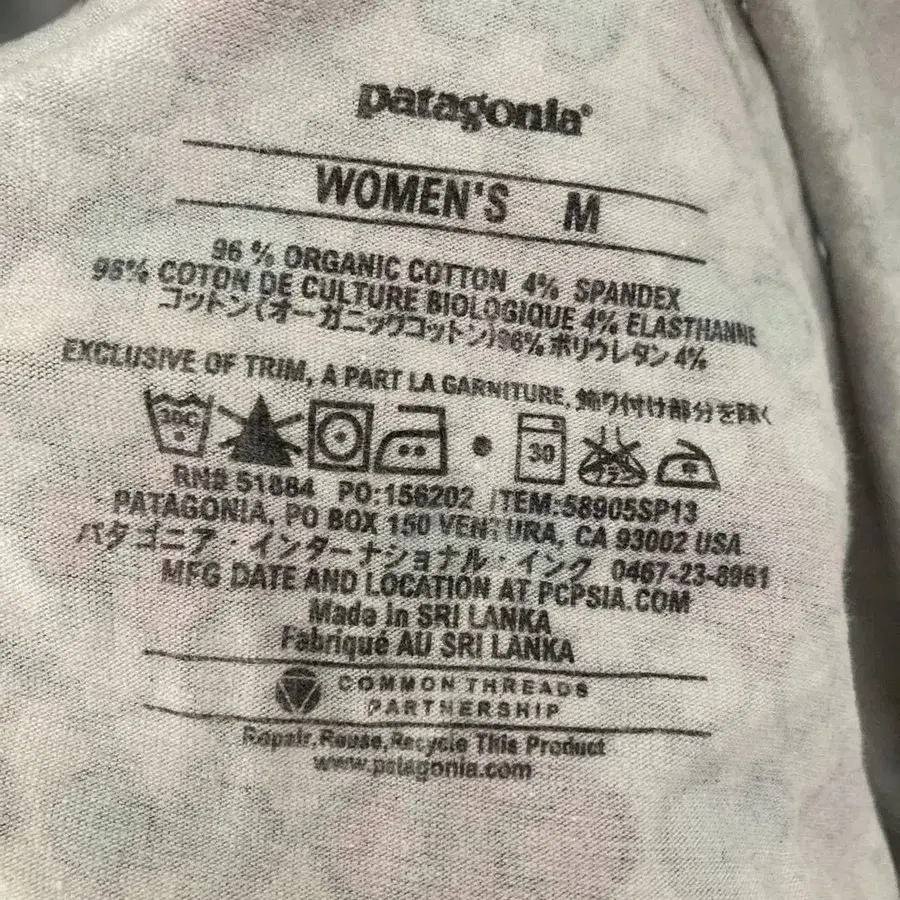 patagonia®
WOMEN'S M
96 % ORGANIC COTTON 4% SPANDEX
96% COTON DE CULTURE BIOLOGIQUE 4% ELASTHANNE
コットン(オーガニックコットン)96% ポリウレタン 4%
EXCLUSIVE OF TRIM, A PART LA GARNITURE. 飾り付け部分を除く
30C 30
RN# 51884 PO:156202 ITEM:58905SP13
PATAGONIA, PO BOX 150 VENTURA, CA 93002 USA
パタゴニア・インターナショナル・インク 0467-23-8961
MFG DATE AND LOCATION AT PCPSIA.COM
Made in SRI LANKA
Fabriqué AU SRI LANKA
COMMON THREADS
PARTNERSHIP
Repair,Reuse,Recycle This Product
www.patagonia.com